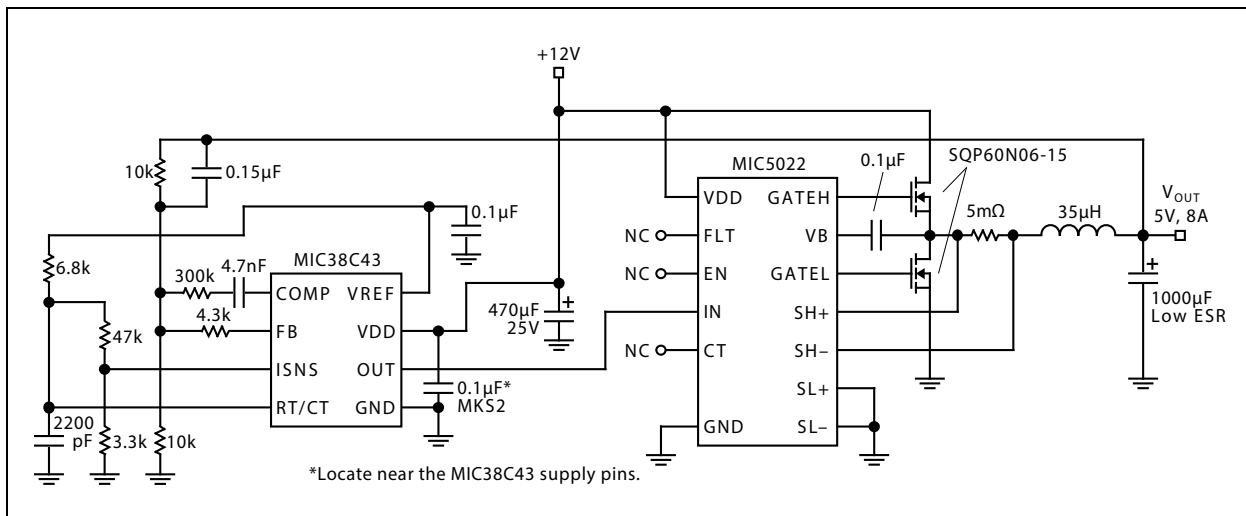 +12V
10k
0.15µF
0.1µF
MIC5022
0.1µF
SQP60N06-15
VDD
GATEH
5mΩ
35µH
VOUT
5V, 8A
NC
FLT
VB
6.8k
300k
4.7nF
MIC38C43
NC
EN
GATEL
COMP
VREF
470µF
25V
IN
SH+
1000µF
Low ESR
47k
4.3k
FB
VDD
NC
CT
SH−
ISNS
OUT
0.1µF*
MKS2
SL+
2200
pF
RT/CT
GND
GND
SL−
3.3k
10k
*Locate near the MIC38C43 supply pins.